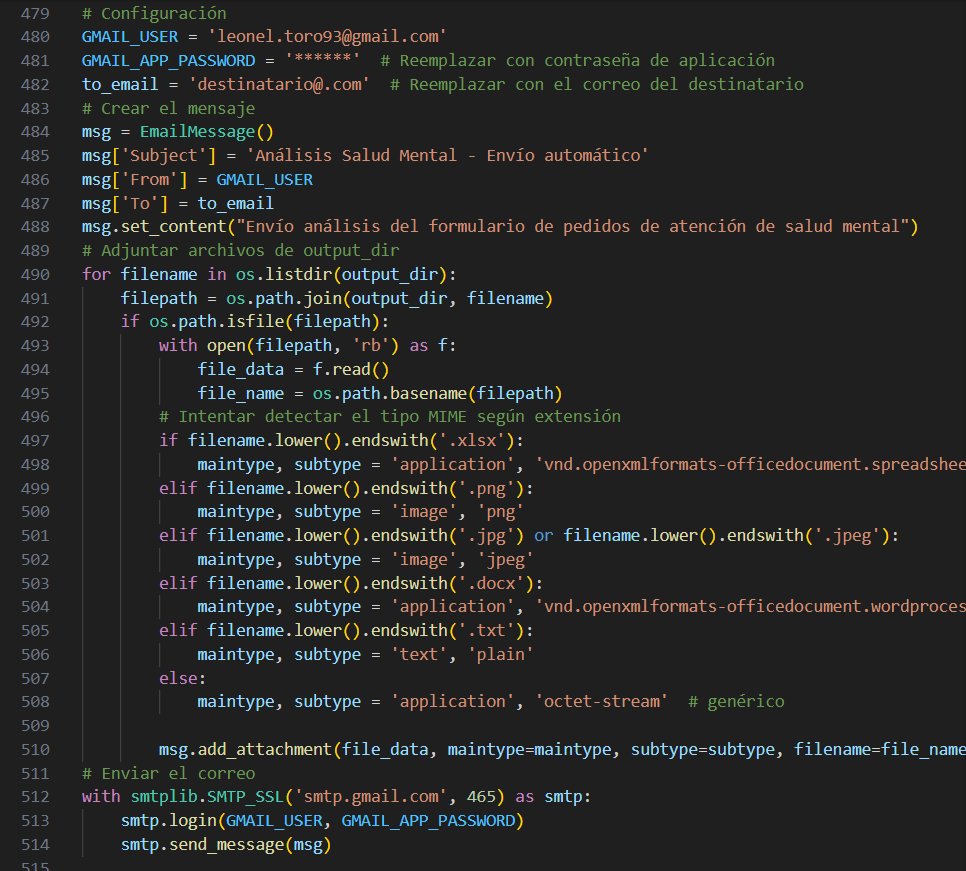 479 # Configuración
480 GMAIL_USER = 'leonel.toro93@gmail.com'
481 GMAIL_APP_PASSWORD = '******'  # Reemplazar con contraseña de aplicación
482 to_email = 'destinatario@.com'  # Reemplazar con el correo del destinatario
483 # Crear el mensaje
484 msg = EmailMessage()
485 msg['Subject'] = 'Análisis Salud Mental - Envío automático'
486 msg['From'] = GMAIL_USER
487 msg['To'] = to_email
488 msg.set_content("Envío análisis del formulario de pedidos de atención de salud mental")
489 # Adjuntar archivos de output_dir
490 for filename in os.listdir(output_dir):
491     filepath = os.path.join(output_dir, filename)
492     if os.path.isfile(filepath):
493         with open(filepath, 'rb') as f:
494             file_data = f.read()
495             file_name = os.path.basename(filepath)
496         # Intentar detectar el tipo MIME según extensión
497         if filename.lower().endswith('.xlsx'):
498             maintype, subtype = 'application', 'vnd.openxmlformats-officedocument.spreadshee
499         elif filename.lower().endswith('.png'):
500             maintype, subtype = 'image', 'png'
501         elif filename.lower().endswith('.jpg') or filename.lower().endswith('.jpeg'):
502             maintype, subtype = 'image', 'jpeg'
503         elif filename.lower().endswith('.docx'):
504             maintype, subtype = 'application', 'vnd.openxmlformats-officedocument.wordproces
505         elif filename.lower().endswith('.txt'):
506             maintype, subtype = 'text', 'plain'
507         else:
508             maintype, subtype = 'application', 'octet-stream'  # genérico
509
510         msg.add_attachment(file_data, maintype=maintype, subtype=subtype, filename=file_name
511 # Enviar el correo
512 with smtplib.SMTP_SSL('smtp.gmail.com', 465) as smtp:
513     smtp.login(GMAIL_USER, GMAIL_APP_PASSWORD)
514     smtp.send_message(msg)
515